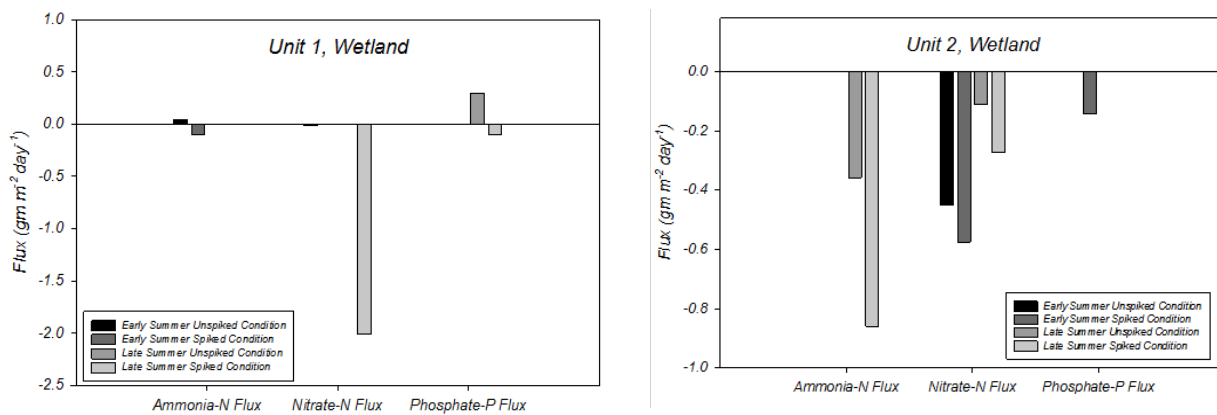 Unit 1, Wetland
1.0
0.5
0.0
-0.5
-1.0
-1.5
-2.0
-2.5
Flux (gm m-2 day-1)
Early Summer Unspiked Condition
Early Summer Spiked Condition
Late Summer Unspiked Condition
Late Summer Spiked Condition
Ammonia-N Flux Nitrate-N Flux Phosphate-P Flux
Unit 2, Wetland
0.0
-0.2
-0.4
-0.6
-0.8
-1.0
Flux (gm m-2 day-1)
Early Summer Unspiked Condition
Early Summer Spiked Condition
Late Summer Unspiked Condition
Late Summer Spiked Condition
Ammonia-N Flux Nitrate-N Flux Phosphate-P Flux